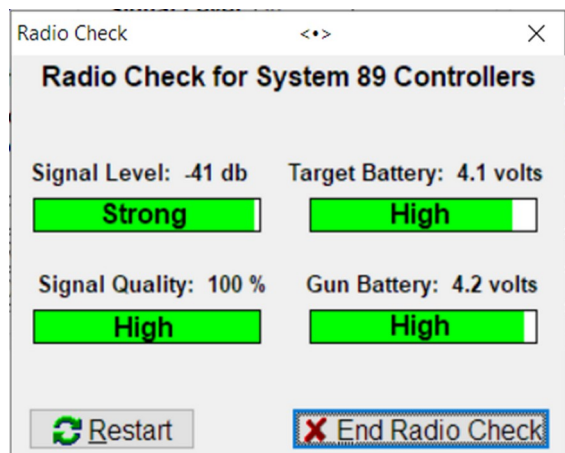 Radio Check <•>
Radio Check for System 89 Controllers
Signal Level: -41 db Target Battery: 4.1 volts
Strong High
Signal Quality: 100 % Gun Battery: 4.2 volts
High High
Restart End Radio Check